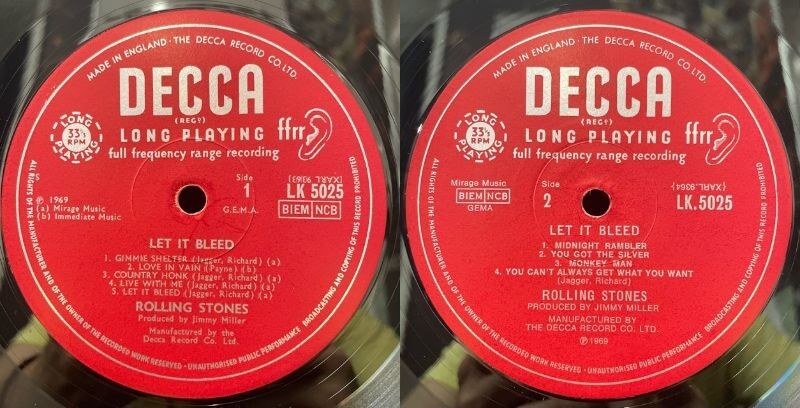 MADE IN ENGLAND · THE DECCA RECORD CO. LTD.
DECCA
(REGD)
LONG PLAYING
33⅓ RPM
LONG PLAYING ffrr
full frequency range recording
Side
1
(XARL 9363)
LK 5025
BIEM NCB
G.E.M.A.
℗ 1969
(a) Mirage Music
(b) Immediate Music
LET IT BLEED
1. GIMMIE SHELTER (Jagger, Richard) (a)
2. LOVE IN VAIN (Payne) (b)
3. COUNTRY HONK (Jagger, Richard) (a)
4. LIVE WITH ME (Jagger, Richard) (a)
5. LET IT BLEED (Jagger, Richard) (a)
ROLLING STONES
Produced by Jimmy Miller
Manufactured by the
Decca Record Co. Ltd.
ALL RIGHTS OF THE MANUFACTURER AND OF THE OWNER OF THE RECORDED WORK RESERVED · UNAUTHORISED PUBLIC PERFORMANCE BROADCASTING AND COPYING OF THIS RECORD PROHIBITED
MADE IN ENGLAND · THE DECCA RECORD CO. LTD.
DECCA
(REGD)
LONG PLAYING
33⅓ RPM
LONG PLAYING ffrr
full frequency range recording
Mirage Music
BIEM NCB
GEMA
Side
2
(XARL.9364)
LK.5025
LET IT BLEED
1. MIDNIGHT RAMBLER
2. YOU GOT THE SILVER
3. MONKEY MAN
4. YOU CAN'T ALWAYS GET WHAT YOU WANT
(Jagger, Richard)
ROLLING STONES
PRODUCED BY JIMMY MILLER
MANUFACTURED BY
THE DECCA RECORD CO. LTD.
℗1969
ALL RIGHTS OF THE MANUFACTURER AND OF THE OWNER OF THE RECORDED WORK RESERVED · UNAUTHORISED PUBLIC PERFORMANCE BROADCASTING AND COPYING OF THIS RECORD PROHIBITED